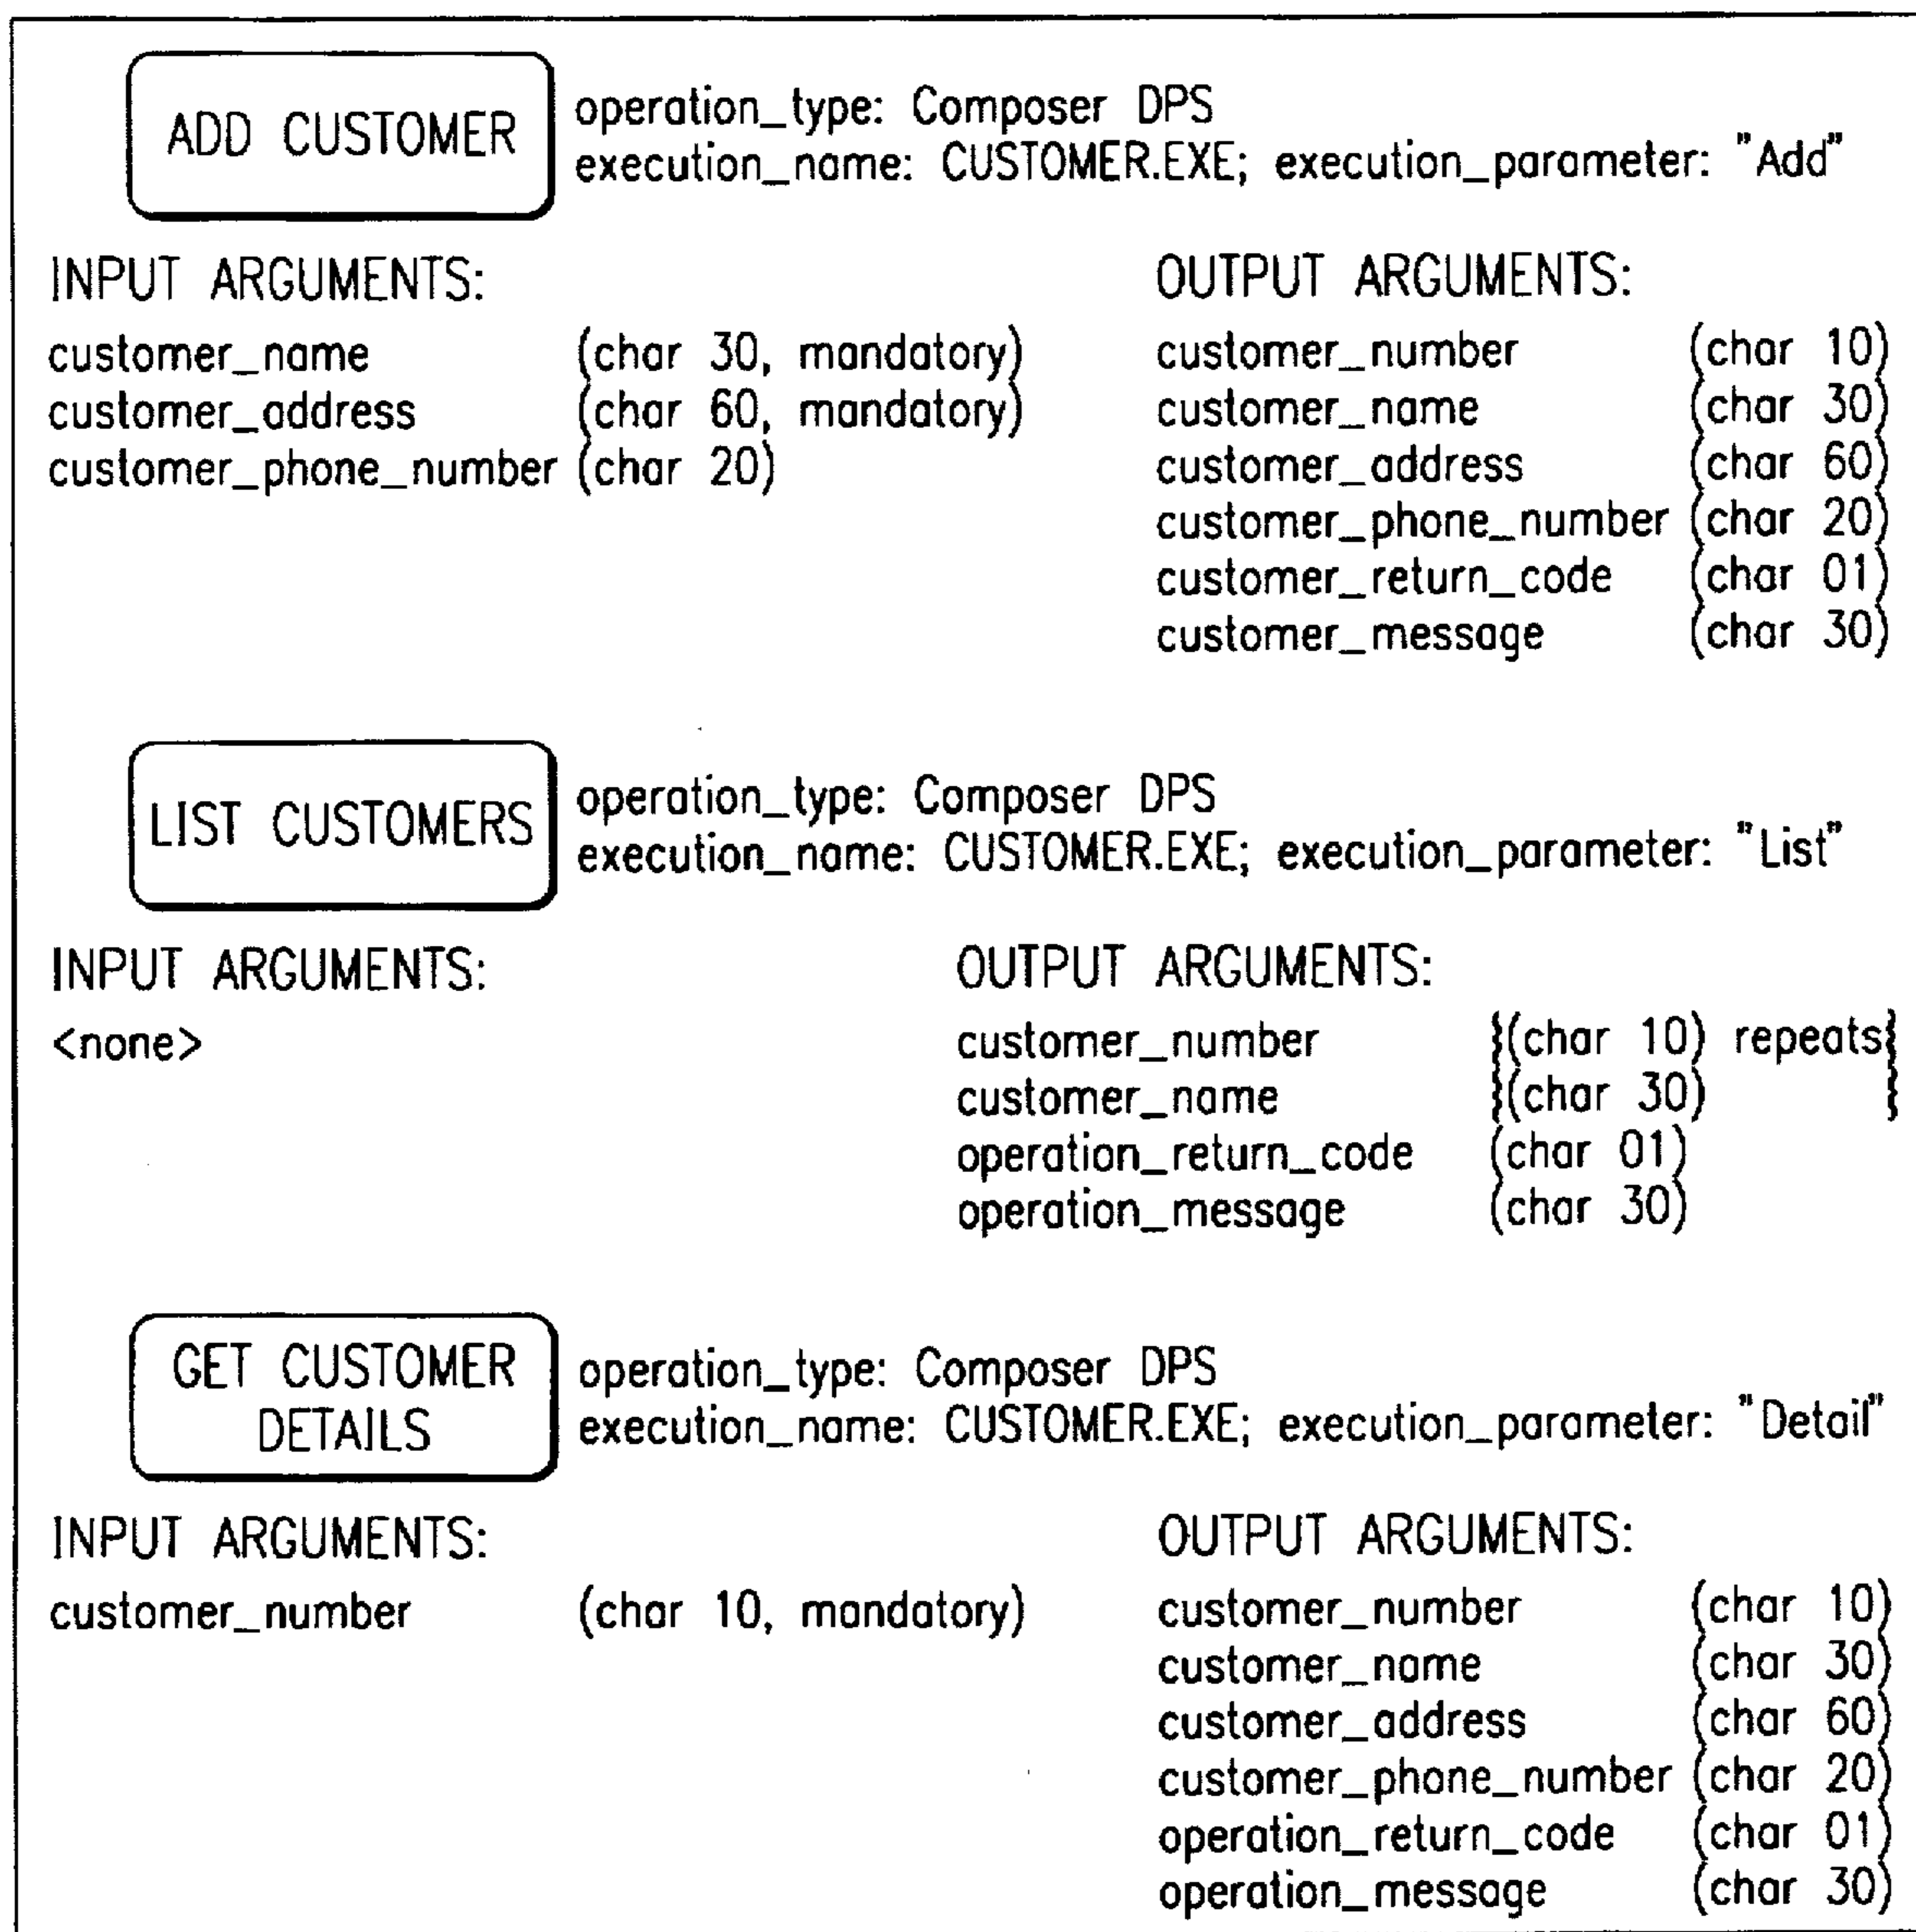 ADD CUSTOMER
operation_type: Composer DPS
execution_name: CUSTOMER.EXE; execution_parameter: "Add"
INPUT ARGUMENTS:
customer_name (char 30, mandatory)
customer_address (char 60, mandatory)
customer_phone_number (char 20)
OUTPUT ARGUMENTS:
customer_number (char 10)
customer_name (char 30)
customer_address (char 60)
customer_phone_number (char 20)
customer_return_code (char 01)
customer_message (char 30)
LIST CUSTOMERS
operation_type: Composer DPS
execution_name: CUSTOMER.EXE; execution_parameter: "List"
INPUT ARGUMENTS:
<none>
OUTPUT ARGUMENTS:
customer_number {(char 10) repeats}
customer_name {(char 30) }
operation_return_code (char 01)
operation_message (char 30)
GET CUSTOMER
DETAILS
operation_type: Composer DPS
execution_name: CUSTOMER.EXE; execution_parameter: "Detail"
INPUT ARGUMENTS:
customer_number (char 10, mandatory)
OUTPUT ARGUMENTS:
customer_number (char 10)
customer_name (char 30)
customer_address (char 60)
customer_phone_number (char 20)
operation_return_code (char 01)
operation_message (char 30)